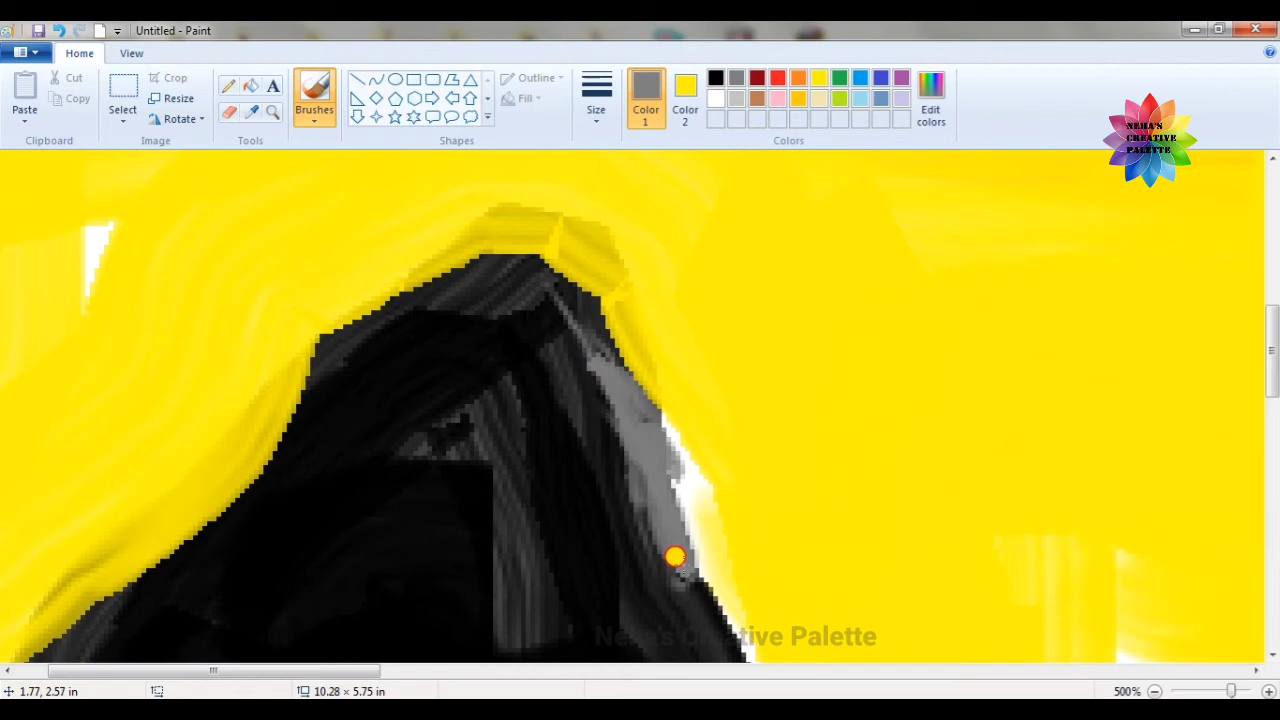 Untitled - Paint
Home View
Paste
Cut
Copy
Clipboard
Select
Crop
Resize
Rotate
Image
A
Tools
Brushes
Outline
Fill
Shapes
Size
Color 1
Color 2
Edit colors
Colors
NEHA'S
CREATIVE
PALETTE
Neha's Creative Palette
1.77, 2.57 in
10.28 × 5.75 in
500%